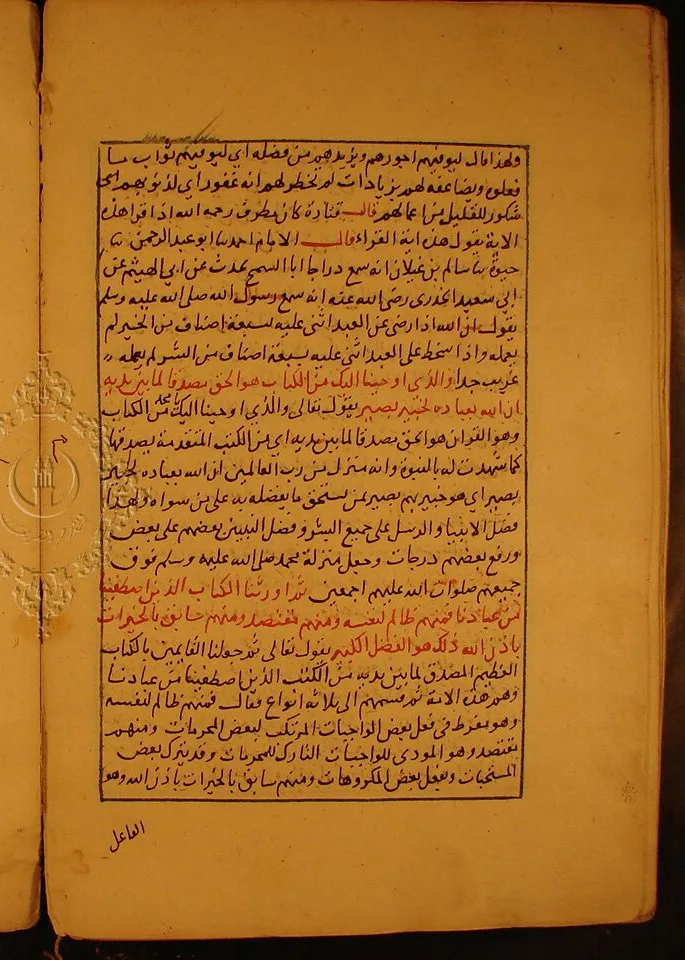 ولهذا قال ليوفيهم اجورهم ويزيدهم من فضله اي ليوفيهم ثواب ما
فعلوه ويضاعفه لهم بزيادات لم تخطر لهم انه غفور اي لذنوبهم
شكور للقليل من اعمالهم قال قتادة كان مطرف رحمه الله اذا قرا هذه
الاية يقول هذه اية القراء قال الامام احمد ثنا ابو عبد الرحمن ثنا
حيوة ثنا سالم بن غيلان انه سمع دراجا ابا السمح يحدث عن ابي الهيثم عن
ابي سعيد الخدري رضى الله عنه انه سمع رسول الله صلى الله عليه وسلم
يقول ان الله اذا رضى عن العبد اثنى عليه بسبعة اصناف من الخير لم
يعمله واذا سخط على العبد اثنى عليه بسبعة اصناف من الشر لم يعمله
غريب جدا والذي اوحينا اليك من الكتاب هو الحق مصدقا لما بين يديه
ان الله بعباده لخبير بصير يقول تعالى والذي اوحينا اليك من الكتاب
وهو القران هو الحق مصدقا لما بين يديه اي من الكتب المتقدمة يصدقها
كما شهدت له بالتنويه وانه منزل من رب العالمين ان الله بعباده لخبير
بصير اي هو خبير بهم بصير بمن يستحق ما يفضله به على من سواه ولهذا
فضل الانبيا والرسل على جميع البشر وفضل النبيين بعضهم على بعض
ورفع بعضهم درجات وجعل منزلة محمد صلى الله عليه وسلم فوق
جميعهم صلوات الله عليهم اجمعين ثم اورثنا الكتاب الذين اصطفينا
من عبادنا فمنهم ظالم لنفسه ومنهم مقتصد ومنهم سابق بالخيرات
باذن الله ذلك هو الفضل الكبير يقول تعالى ثم جعلنا القايمين بالكتاب
العظيم المصدق لما بين يديه من الكتب الذين اصطفينا من عبادنا
وهم هذه الامة ثم قسمهم الى ثلاثة انواع فقال فمنهم ظالم لنفسه
وهو مفرط في فعل بعض الواجبات المرتكب لبعض المحرمات ومنهم
مقتصد وهو المودي للواجبات التارك للمحرمات وقد يترك بعض
المستحبات ويفعل بعض المكروهات ومنهم سابق بالخيرات باذن الله وهو
الفاعل